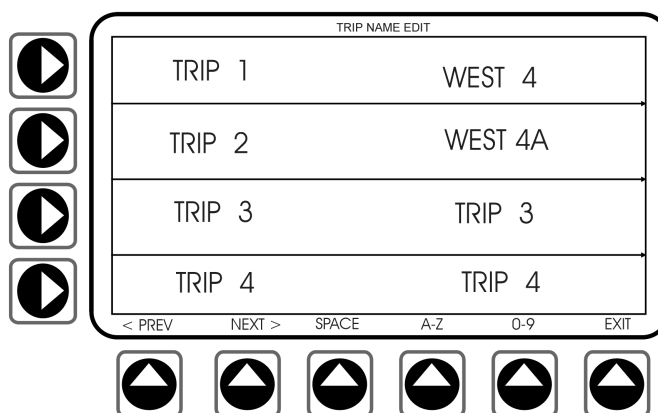 TRIP NAME EDIT
TRIP 1 WEST 4
TRIP 2 WEST 4A
TRIP 3 TRIP 3
TRIP 4 TRIP 4
< PREV NEXT > SPACE A-Z 0-9 EXIT